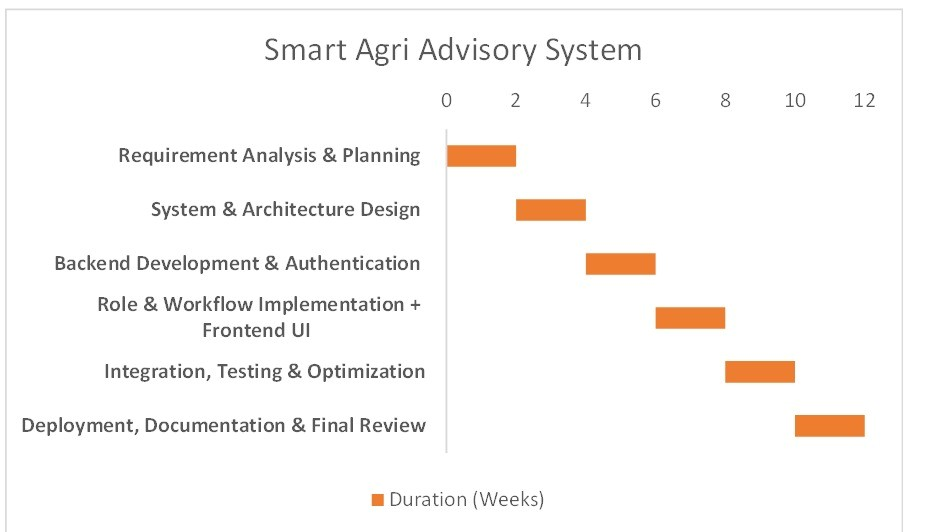 Smart Agri Advisory System
0 2 4 6 8 10 12
Requirement Analysis & Planning
System & Architecture Design
Backend Development & Authentication
Role & Workflow Implementation +
Frontend UI
Integration, Testing & Optimization
Deployment, Documentation & Final Review
Duration (Weeks)